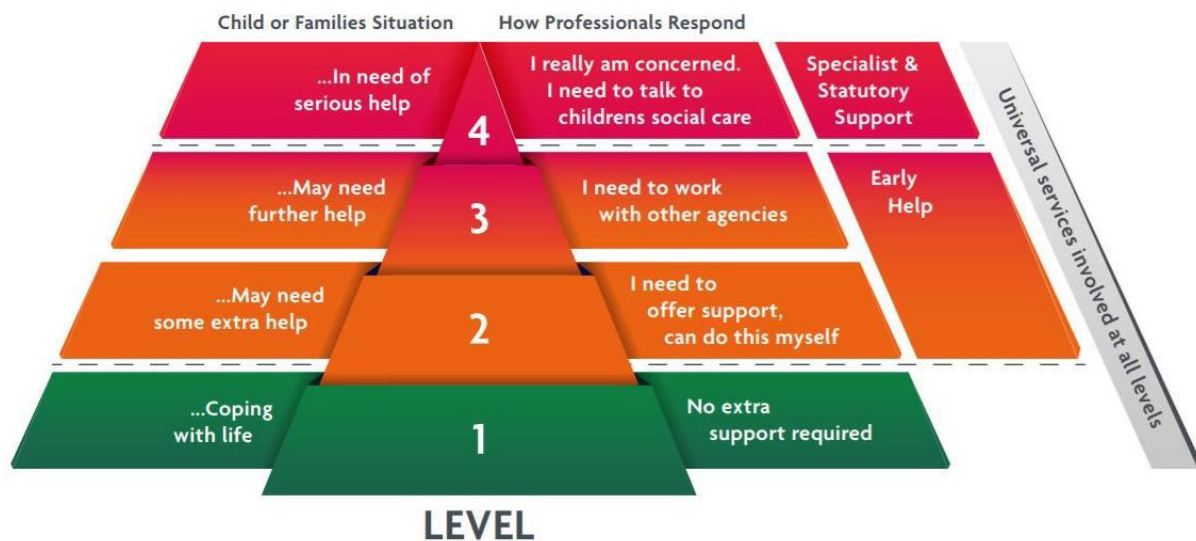 Child or Families Situation
How Professionals Respond
...In need of
serious help
4
I really am concerned.
I need to talk to
childrens social care
Specialist &
Statutory
Support
...May need
further help
3
I need to work
with other agencies
Early
Help
...May need
some extra help
2
I need to
offer support,
can do this myself
...Coping
with life
1
No extra
support required
Universal services involved at all levels
LEVEL